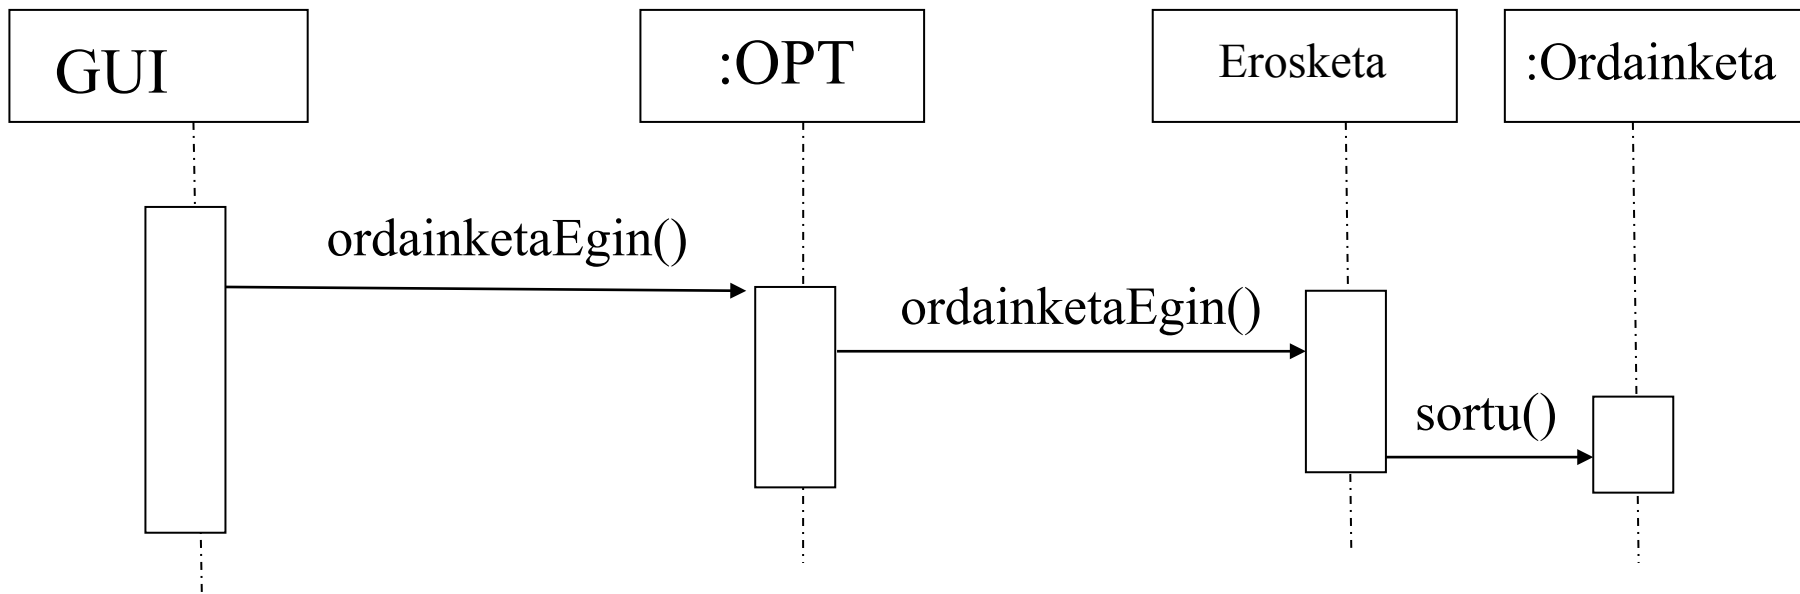 GUI
:OPT
Erosketa
:Ordainketa
ordainketaEgin()
ordainketaEgin()
sortu()